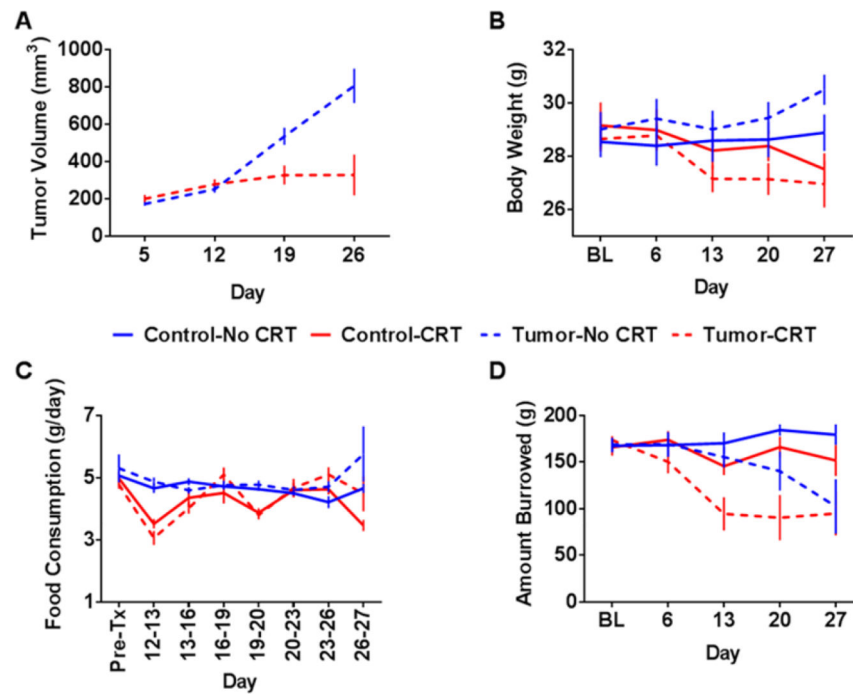 A
Tumor Volume (mm³)
1000
800
600
400
200
0
5 12 19 26
Day
B
Body Weight (g)
32
30
28
26
BL 6 13 20 27
Day
Control-No CRT Control-CRT Tumor-No CRT Tumor-CRT
C
Food Consumption (g/day)
7
5
3
1
Pre-Tx 12-13 13-16 16-19 19-20 20-23 23-26 26-27
Day
D
Amount Burrowed (g)
200
150
100
50
0
BL 6 13 20 27
Day